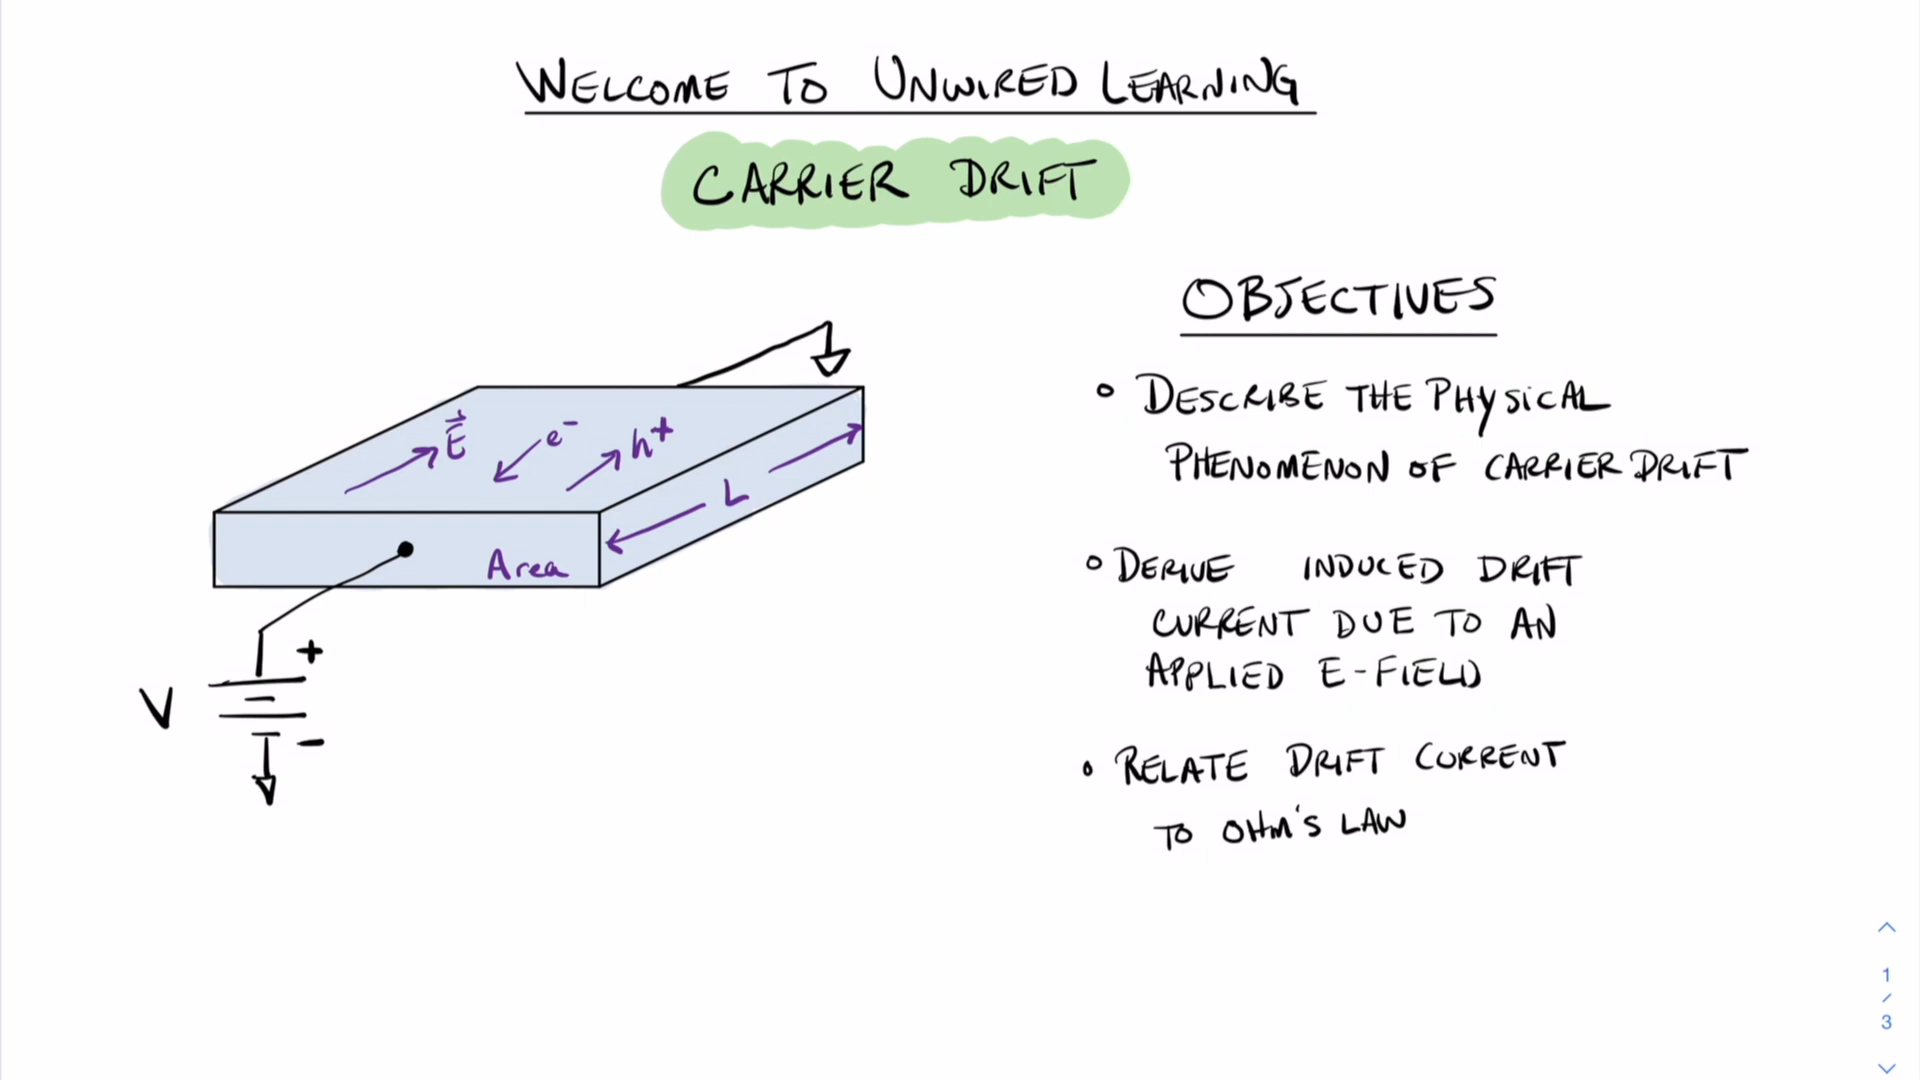 WELCOME TO UNWIRED LEARNING
CARRIER DRIFT
OBJECTIVES
• DESCRIBE THE PHYSICAL
PHENOMENON OF CARRIER DRIFT
• DERIVE INDUCED DRIFT
CURRENT DUE TO AN
APPLIED E-FIELD
• RELATE DRIFT CURRENT
TO OHM'S LAW
E⃗ e⁻ h⁺
L
Area
+
V
−
1
/
3